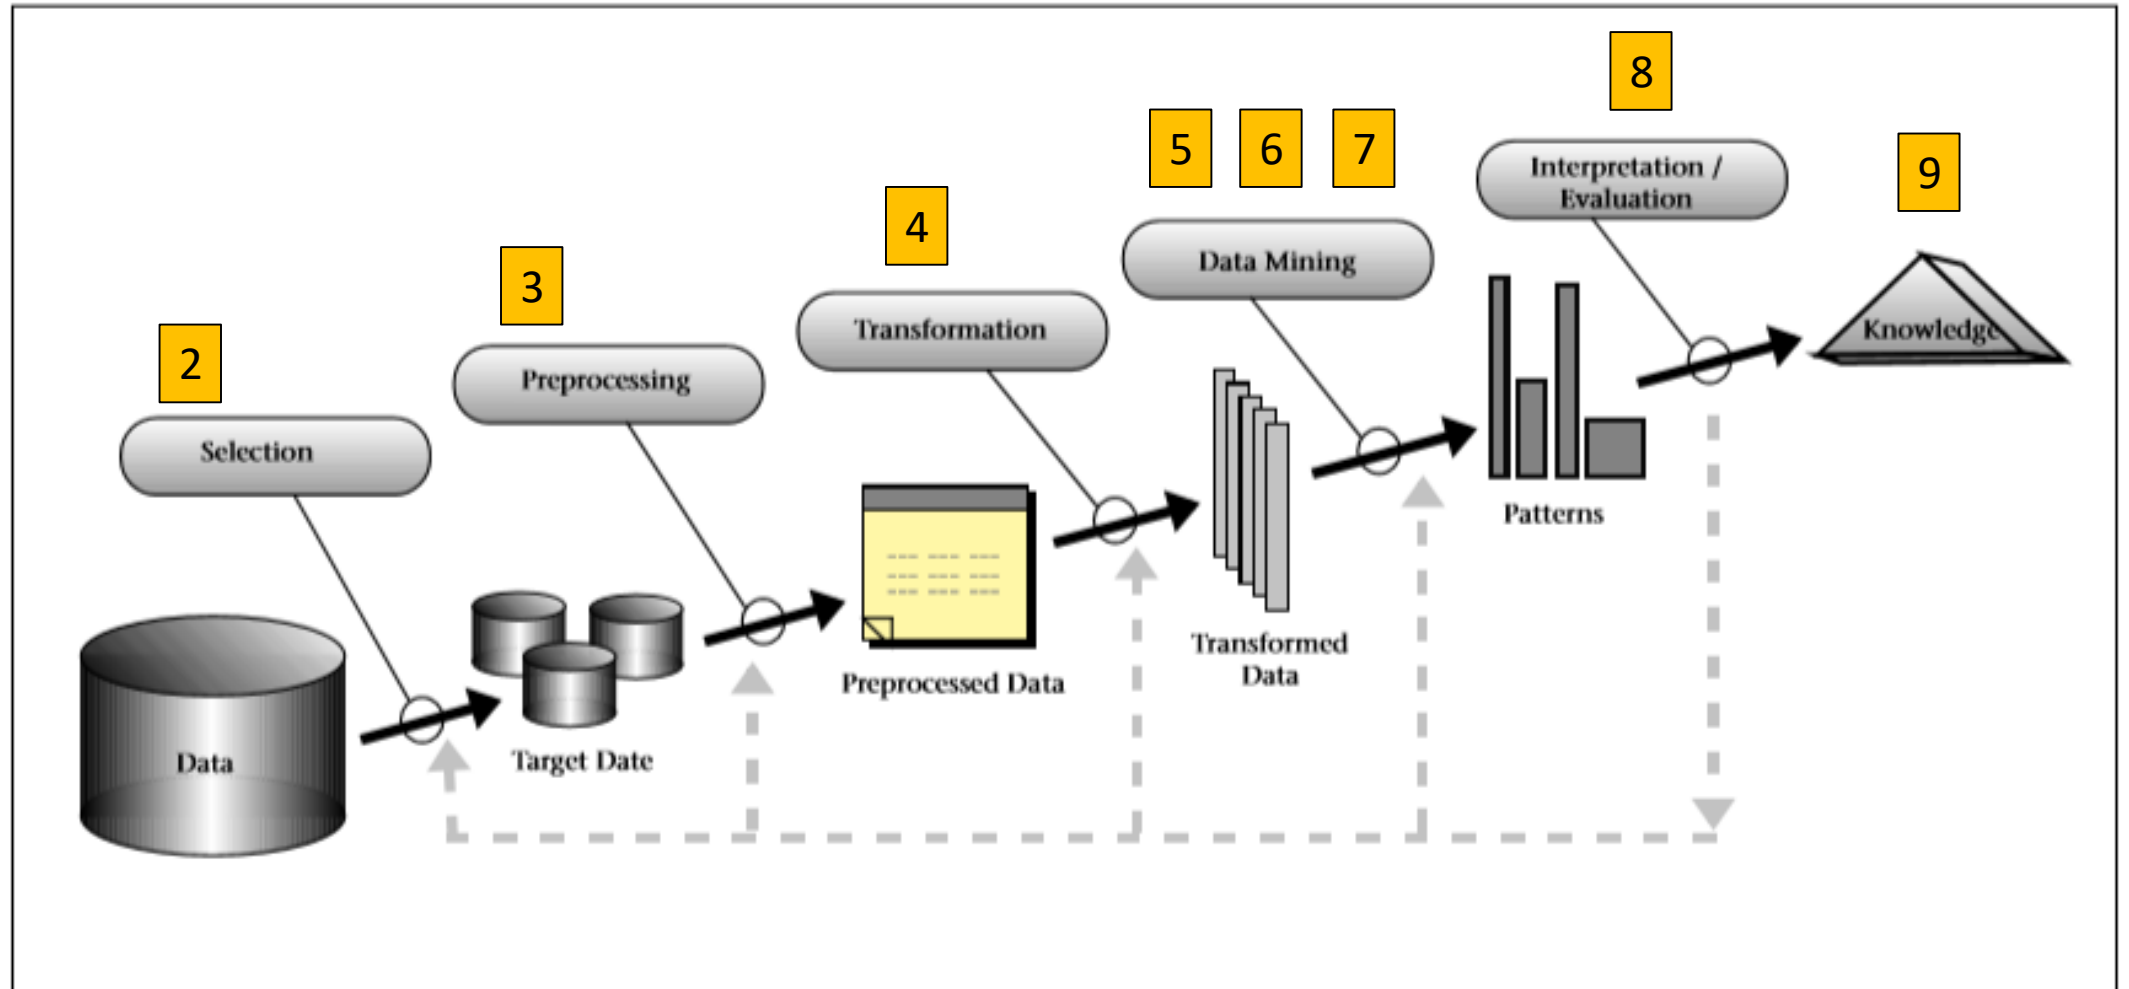 8
5 6 7
Interpretation /
Evaluation
9
4
Data Mining
3
Transformation
Knowledge
2
Preprocessing
Selection
Patterns
Transformed
Data
Preprocessed Data
Target Date
Data